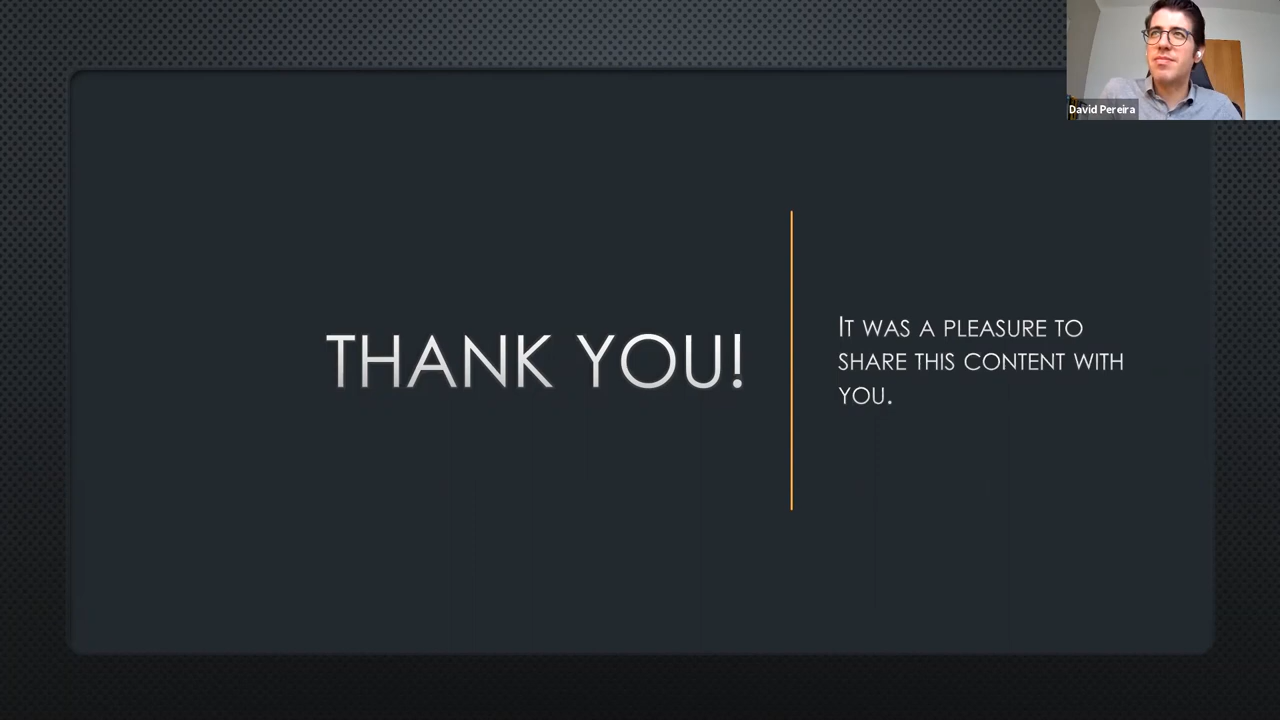 David Pereira
THANK YOU!
IT WAS A PLEASURE TO
SHARE THIS CONTENT WITH
YOU.